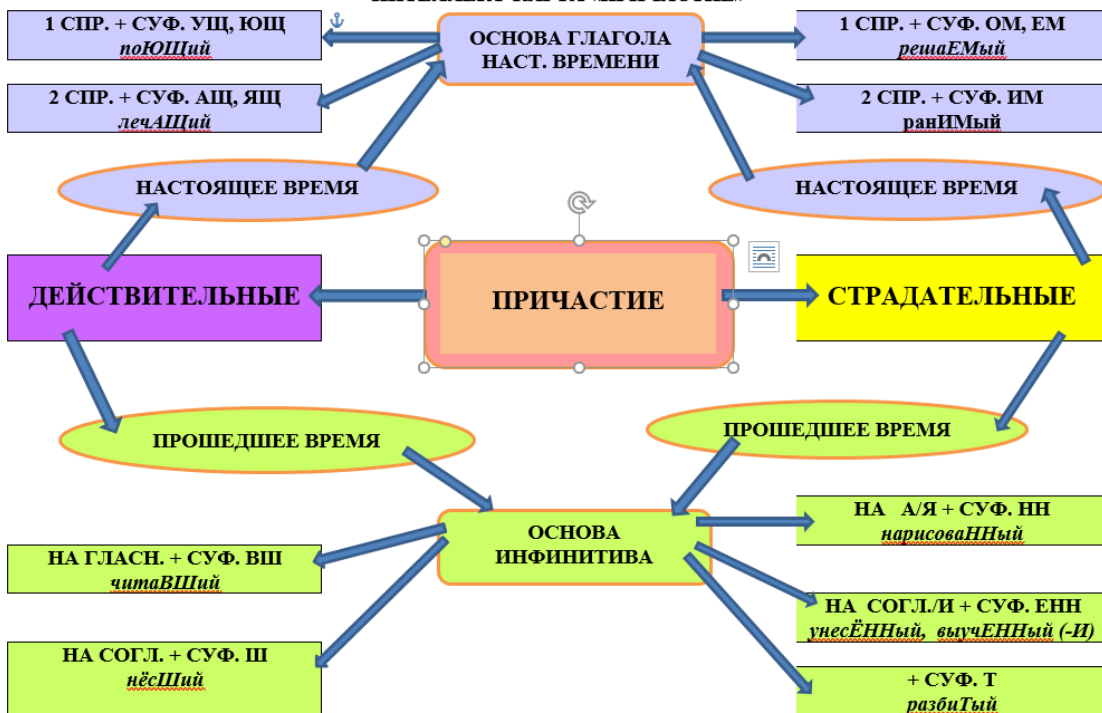 1 СПР. + СУФ. УЩ, ЮЩ
поЮЩий
ОСНОВА ГЛАГОЛА
НАСТ. ВРЕМЕНИ
1 СПР. + СУФ. ОМ, ЕМ
решаЕМый
2 СПР. + СУФ. АЩ, ЯЩ
лечАЩий
2 СПР. + СУФ. ИМ
ранИМый
НАСТОЯЩЕЕ ВРЕМЯ
НАСТОЯЩЕЕ ВРЕМЯ
ДЕЙСТВИТЕЛЬНЫЕ
ПРИЧАСТИЕ
СТРАДАТЕЛЬНЫЕ
ПРОШЕДШЕЕ ВРЕМЯ
ПРОШЕДШЕЕ ВРЕМЯ
ОСНОВА
ИНФИНИТИВА
НА ГЛАСН. + СУФ. ВШ
читаВШий
НА СОГЛ. + СУФ. Ш
нёсШий
НА А/Я + СУФ. НН
нарисоваННый
НА СОГЛ./И + СУФ. ЕНН
унесЁННый, выучЕННый (-И)
+ СУФ. Т
разбиТый